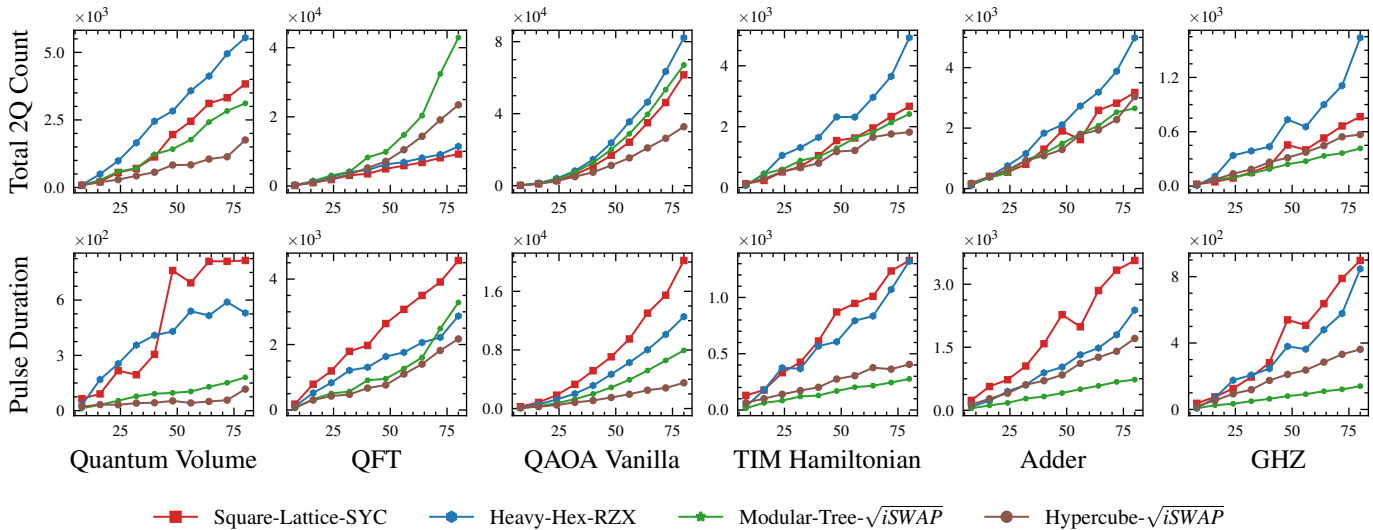 ×10³ ×10⁴ ×10⁴ ×10³ ×10³ ×10³
Total 2Q Count
5.0 2.5 0.0
4 2 0
8 6 4 2 0
4 2 0
4 2 0
1.2 0.6 0.0
25 50 75 25 50 75 25 50 75 25 50 75 25 50 75 25 50 75
×10² ×10³ ×10⁴ ×10³ ×10³ ×10²
Pulse Duration
6 3 0
4 2 0
1.6 0.8 0.0
1.0 0.5 0.0
3.0 1.5 0.0
8 4 0
25 50 75 25 50 75 25 50 75 25 50 75 25 50 75 25 50 75
Quantum Volume QFT QAOA Vanilla TIM Hamiltonian Adder GHZ
Square-Lattice-SYC Heavy-Hex-RZX Modular-Tree-√iSWAP Hypercube-√iSWAP